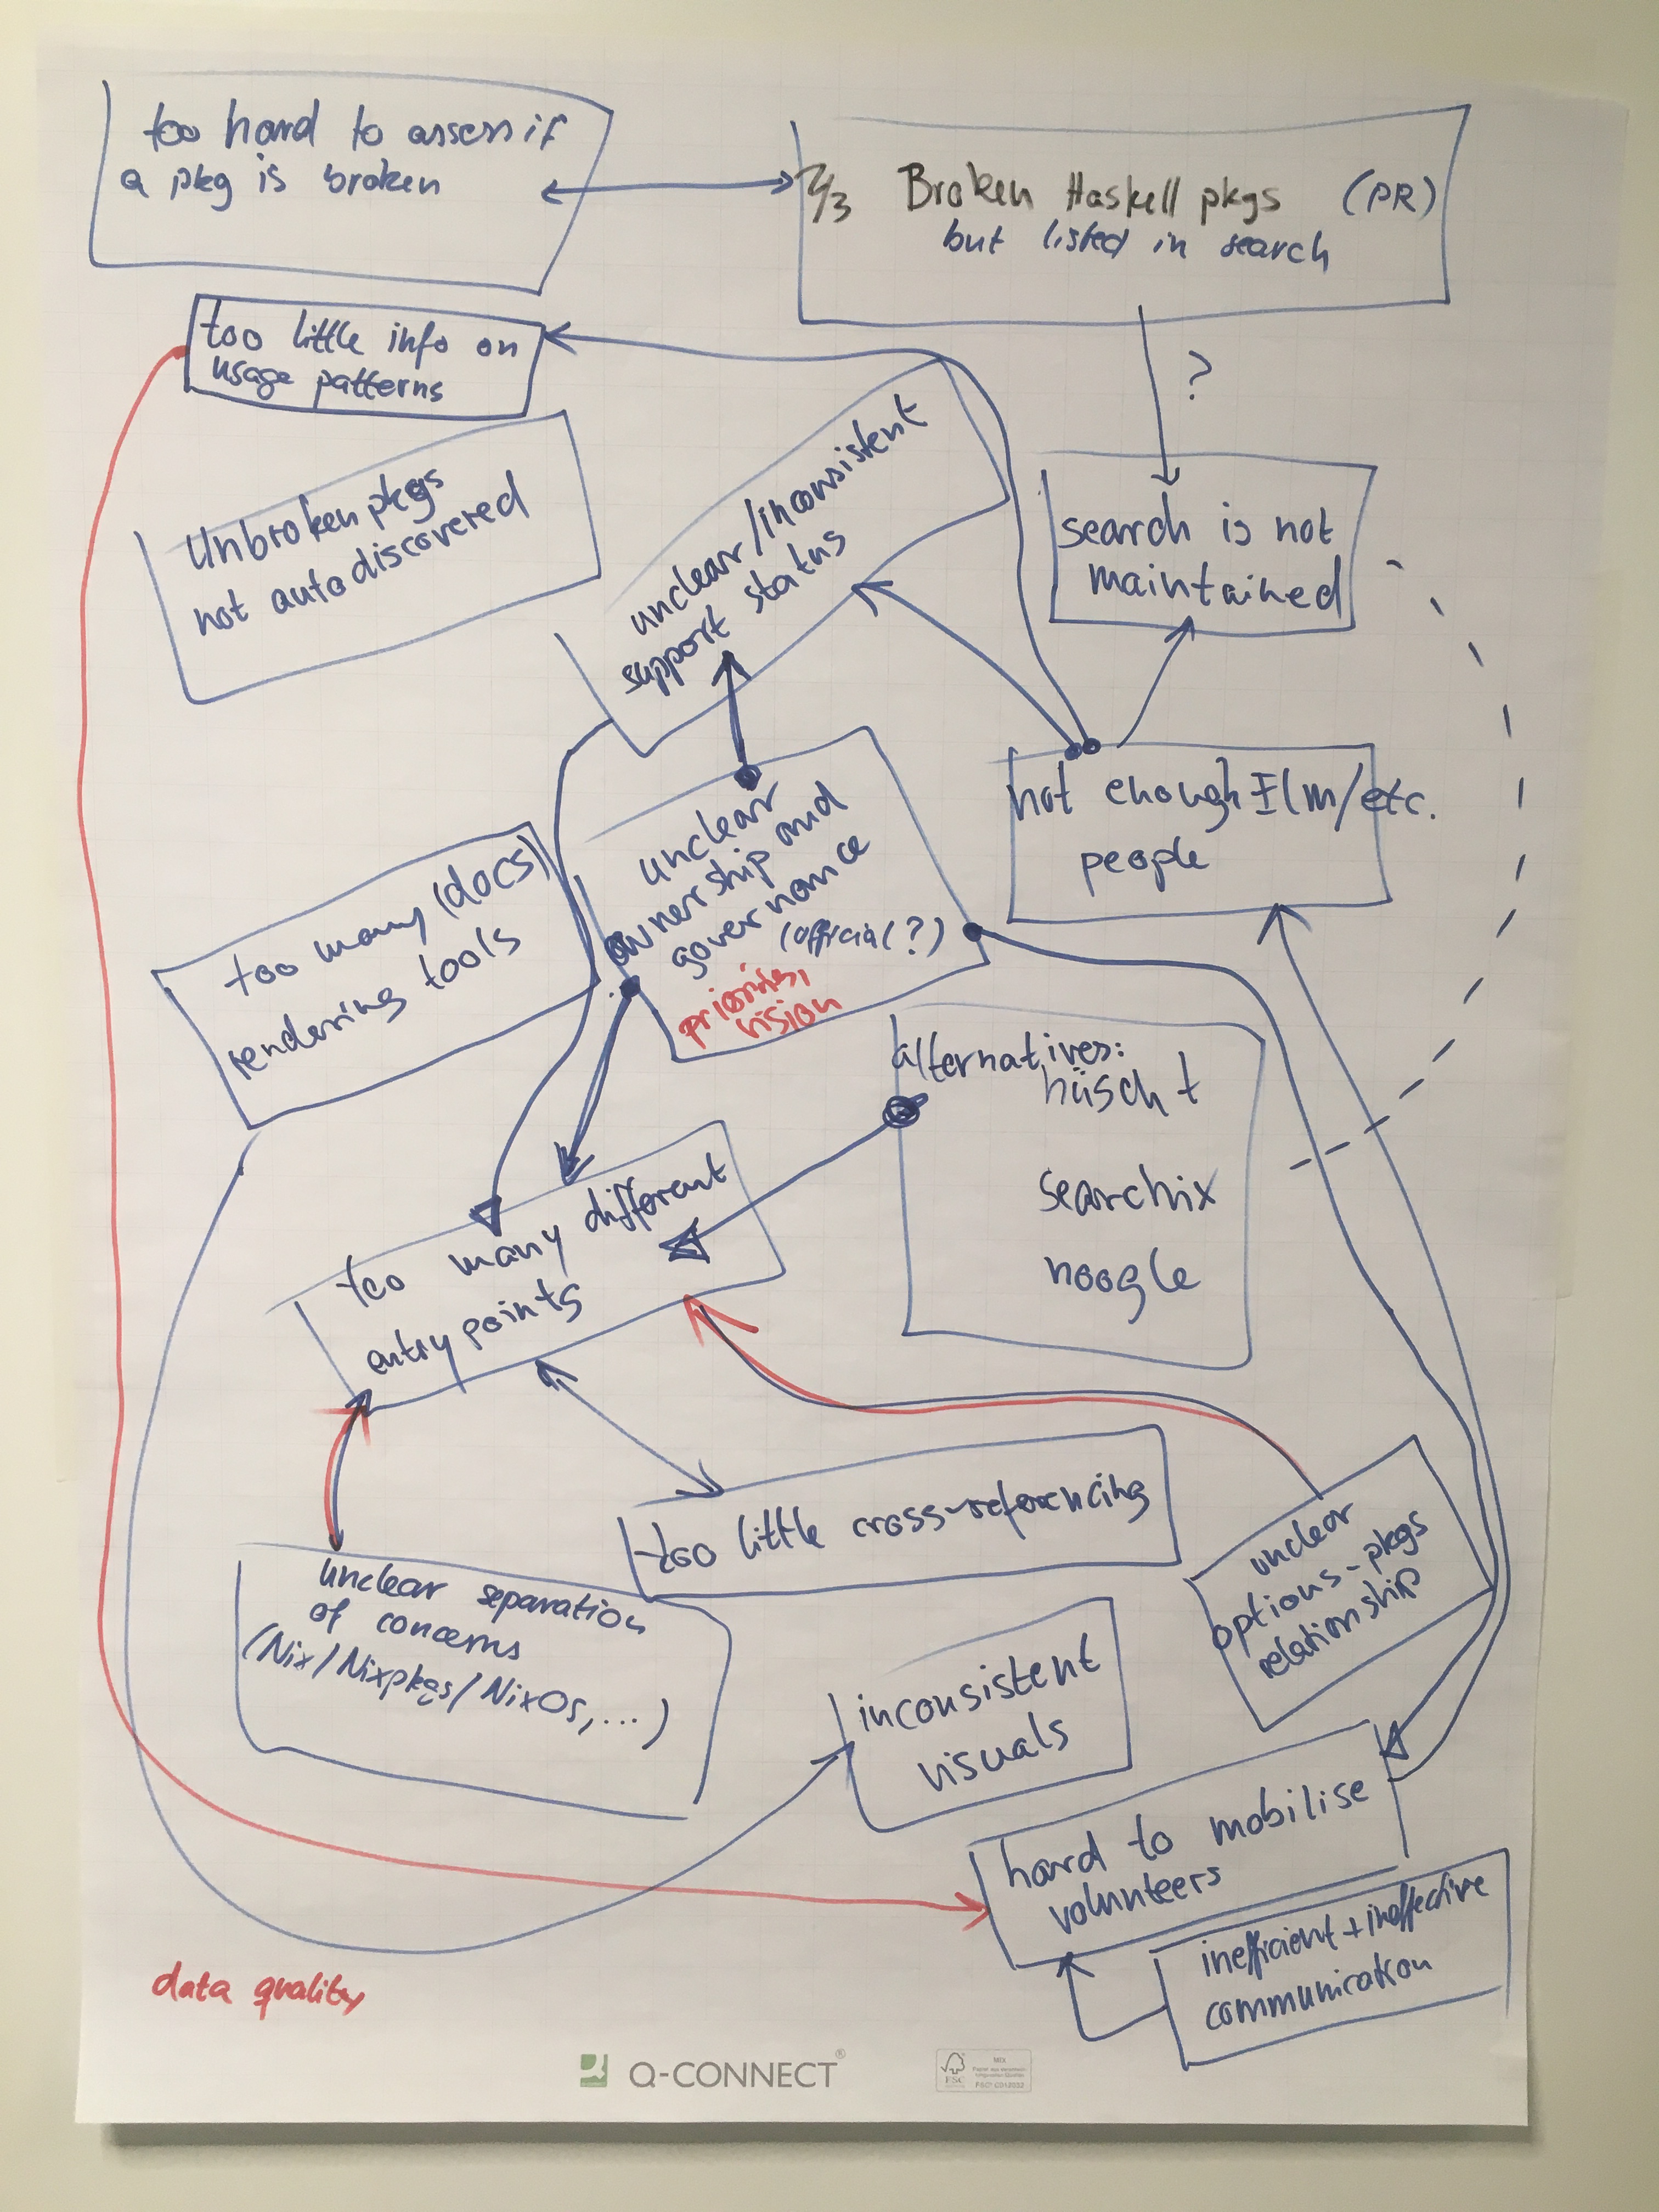 too hard to assess if
a pkg is broken
2/3 Broken Haskell pkgs (PR)
but listed in search
too little info on
usage patterns
?
Unbroken pkgs
not autodiscovered
unclear/inconsistent
support status
search is not
maintained
not enough Elm/etc.
people
unclear
ownership and
governance
(official?)
priorities,
vision
too many (docs)
rendering tools
alternatives:
hüscht
searchix
noogle
too many different
entry points
too little cross-referencing
unclear
options-pkgs
relationship
unclear separation
of concerns
(Nix/Nixpkgs/NixOS,...)
inconsistent
visuals
hard to mobilise
volunteers
inefficient + ineffective
communication
data quality
Q-CONNECT®
FSC
MIX